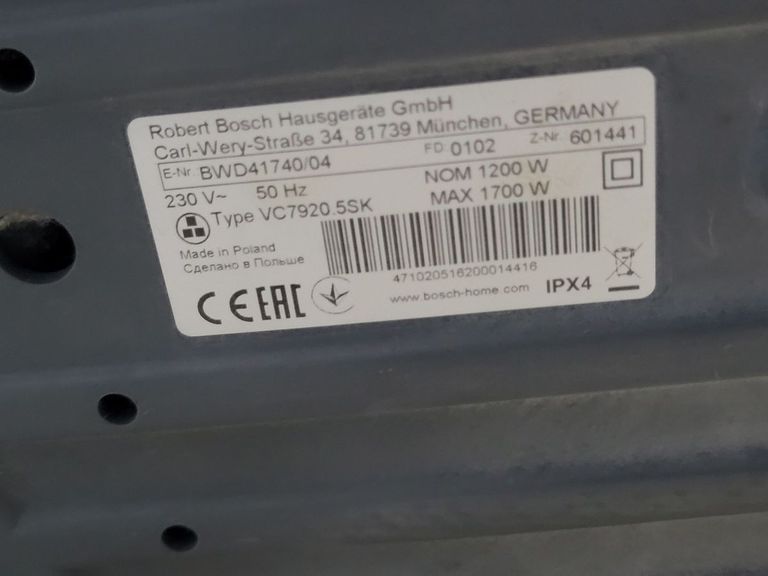 Robert Bosch Hausgeräte GmbH
Carl-Wery-Straße 34, 81739 München, GERMANY
E-Nr. BWD41740/04 FD 0102 Z-Nr. 601441
230 V~ 50 Hz NOM 1200 W
Type VC7920.5SK MAX 1700 W
Made in Poland
Сделано в Польше
471020516200014416
CE EAC www.bosch-home.com IPX4